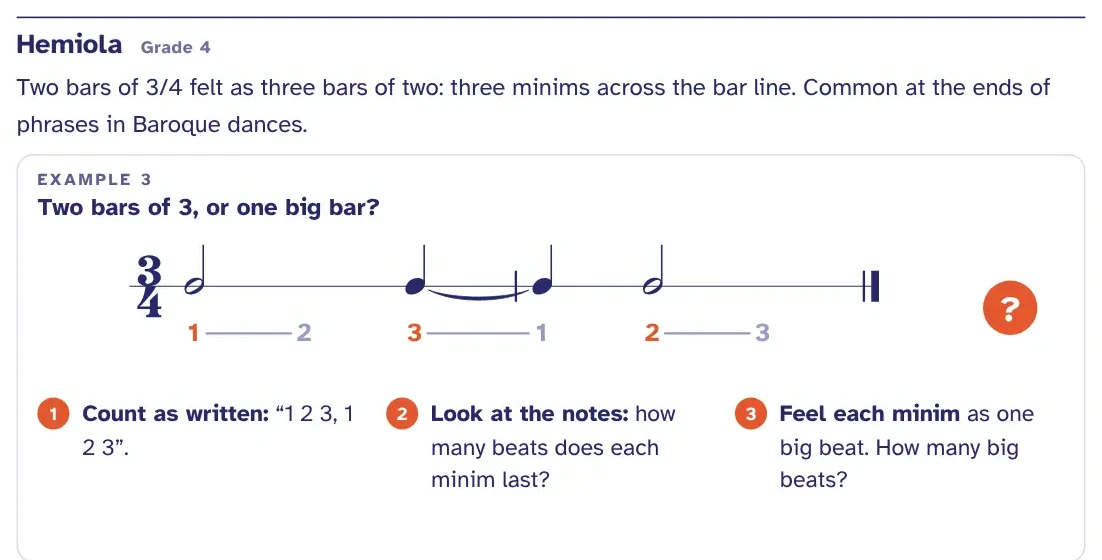 Hemiola Grade 4
Two bars of 3/4 felt as three bars of two: three minims across the bar line. Common at the ends of
phrases in Baroque dances.
EXAMPLE 3
Two bars of 3, or one big bar?
3
4
1 2 3 1 2 3
?
1 Count as written: “1 2 3, 1
2 3”.
2 Look at the notes: how
many beats does each
minim last?
3 Feel each minim as one
big beat. How many big
beats?